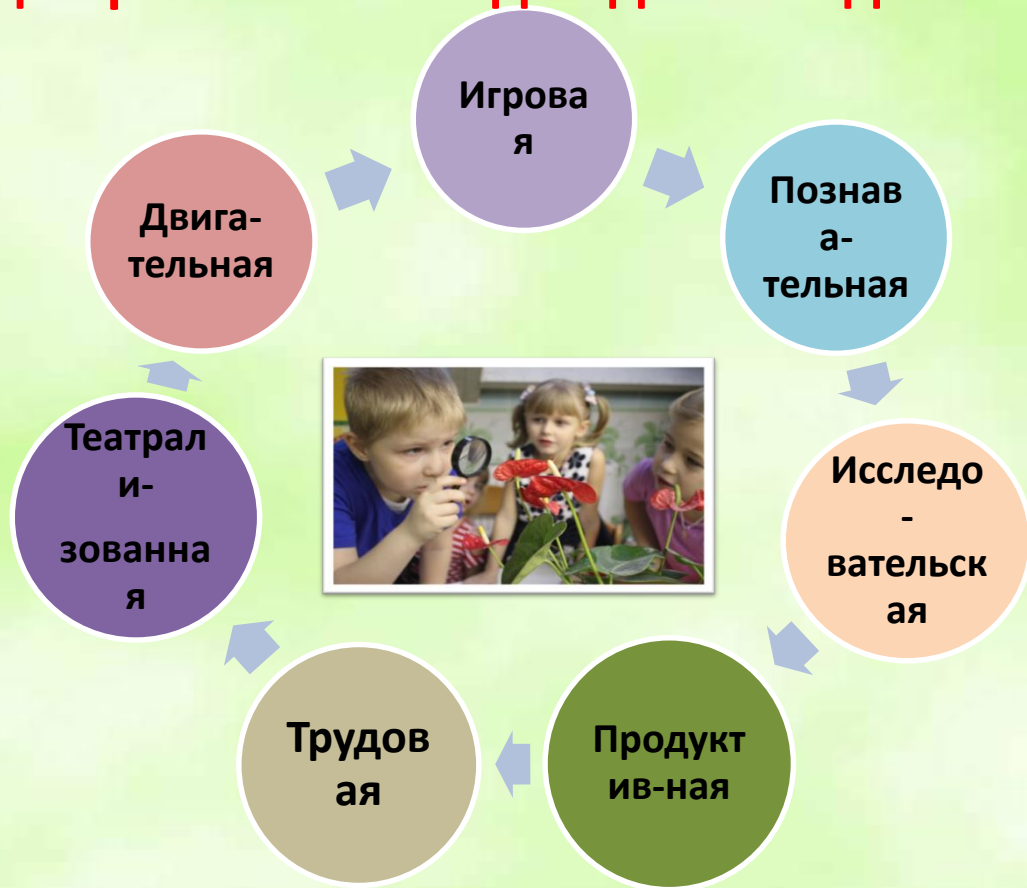 Игрова
я
Познав
а-
тельная
Исследо
-
вательск
ая
Продукт
ив-ная
Трудов
ая
Театрал
и-
зованна
я
Двига-
тельная